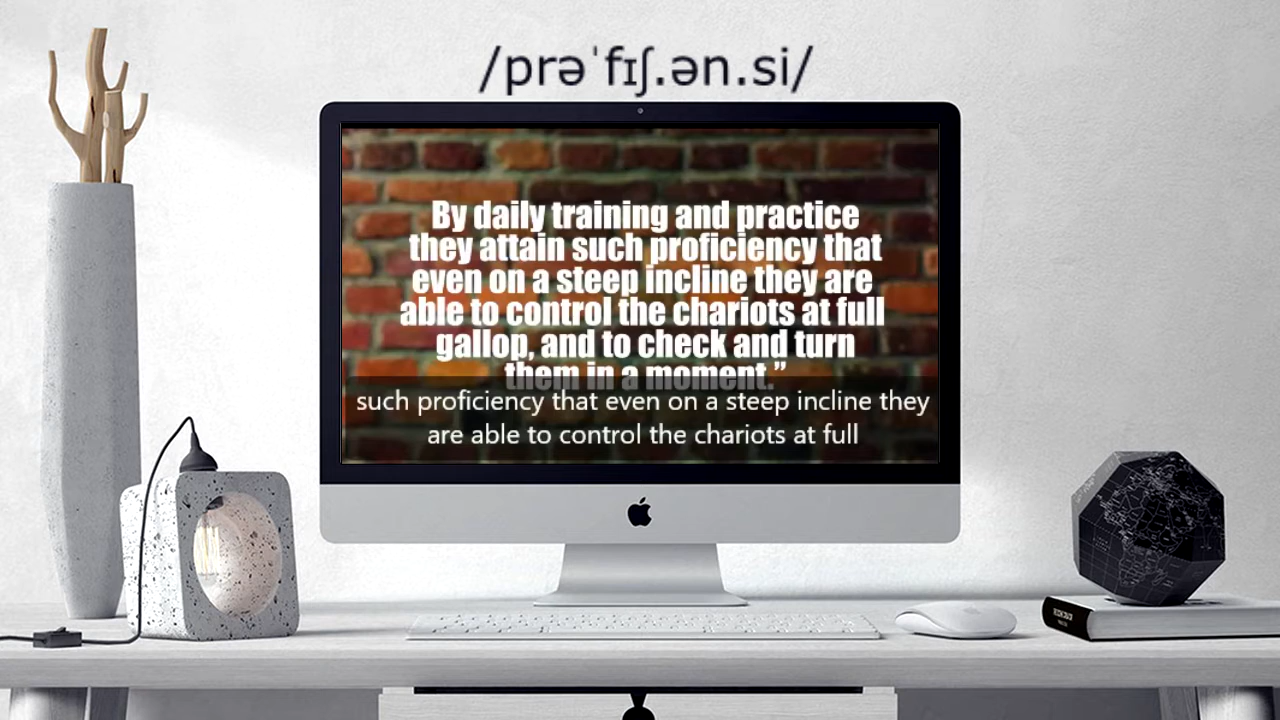 /prəˈfɪʃ.ən.si/
By daily training and practice
they attain such proficiency that
even on a steep incline they are
able to control the chariots at full
gallop, and to check and turn
them in a moment.”
such proficiency that even on a steep incline they
are able to control the chariots at full